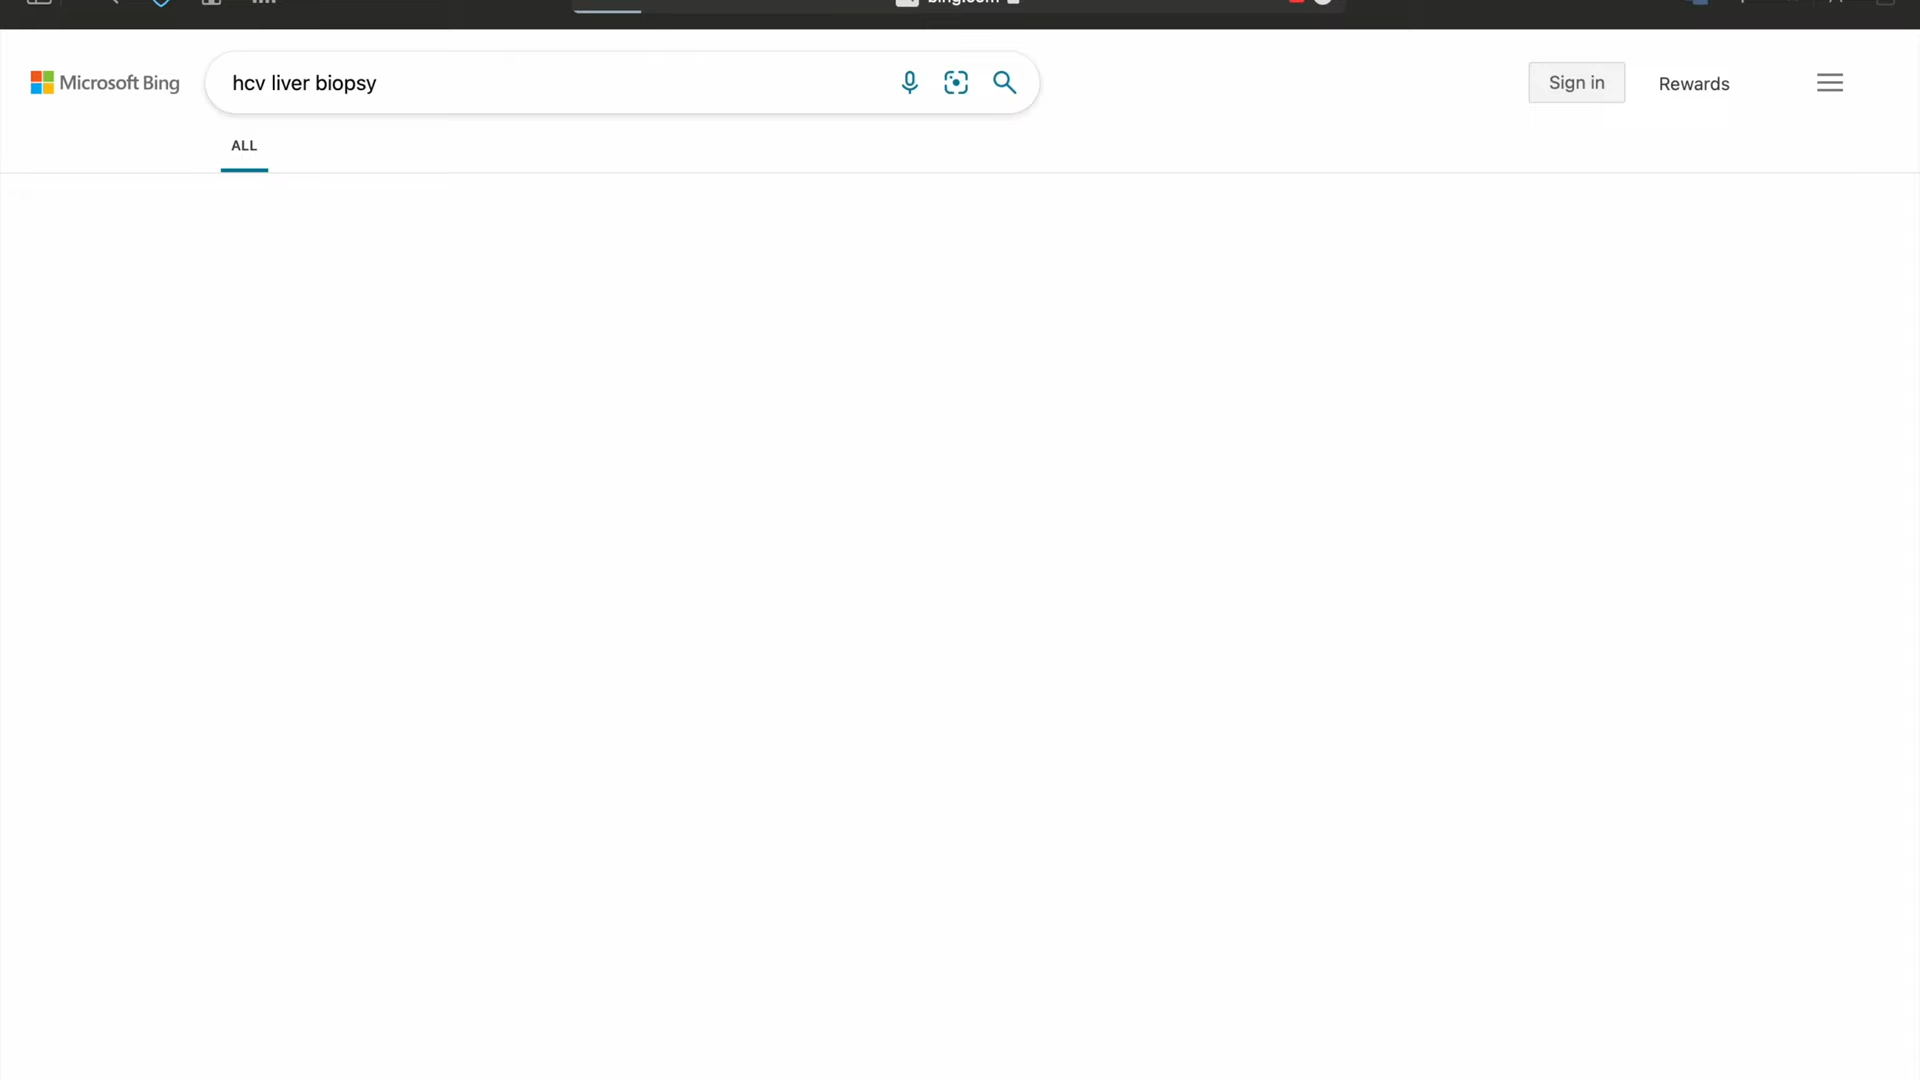 Microsoft Bing
hcv liver biopsy
Sign in
Rewards
ALL